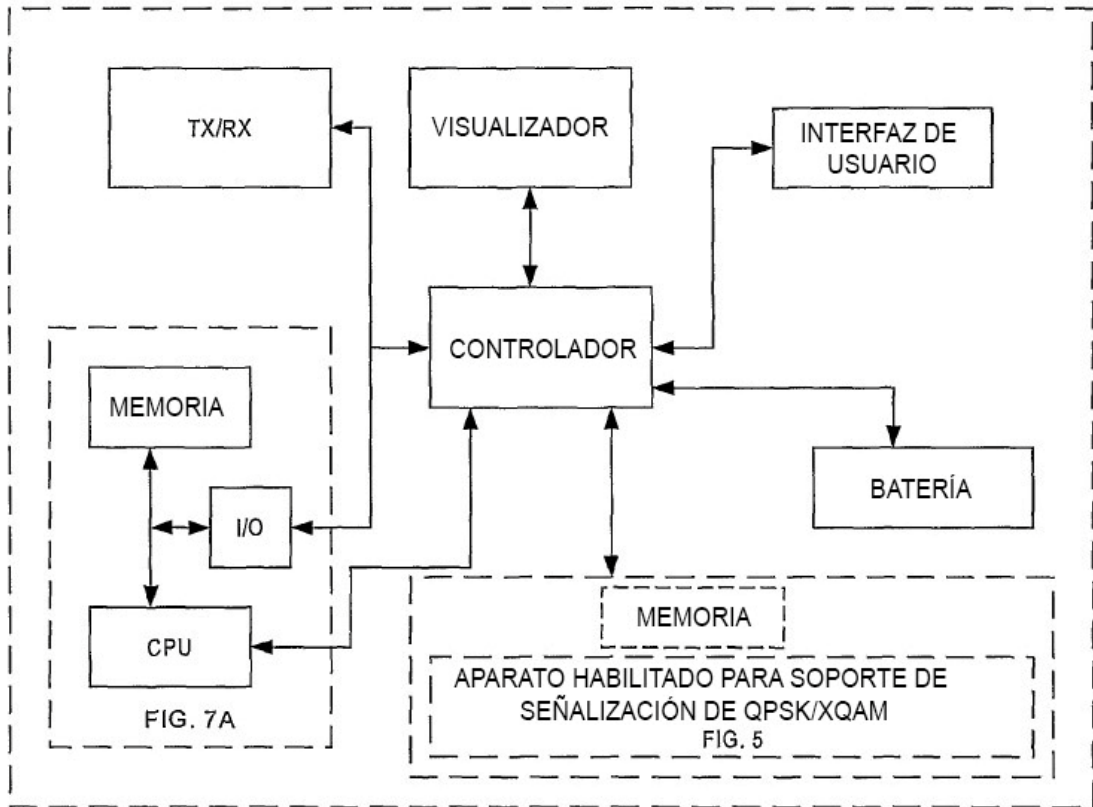 TX/RX
VISUALIZADOR
INTERFAZ DE
USUARIO
CONTROLADOR
MEMORIA
I/O
BATERÍA
CPU
FIG. 7A
MEMORIA
APARATO HABILITADO PARA SOPORTE DE
SEÑALIZACIÓN DE QPSK/XQAM
FIG. 5